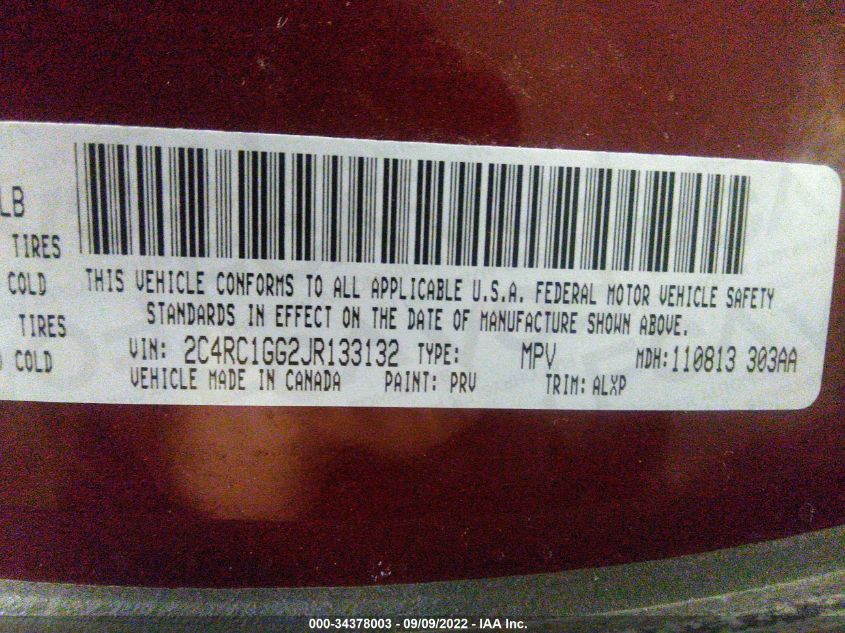 LB
TIRES
COLD
TIRES
COLD
THIS VEHICLE CONFORMS TO ALL APPLICABLE U.S.A. FEDERAL MOTOR VEHICLE SAFETY
STANDARDS IN EFFECT ON THE DATE OF MANUFACTURE SHOWN ABOVE.
VIN: 2C4RC1GG2JR133132 TYPE: MPV MDH:110813 303AA
VEHICLE MADE IN CANADA PAINT: PRV TRIM: ALXP
000-34378003 - 09/09/2022 - IAA Inc.